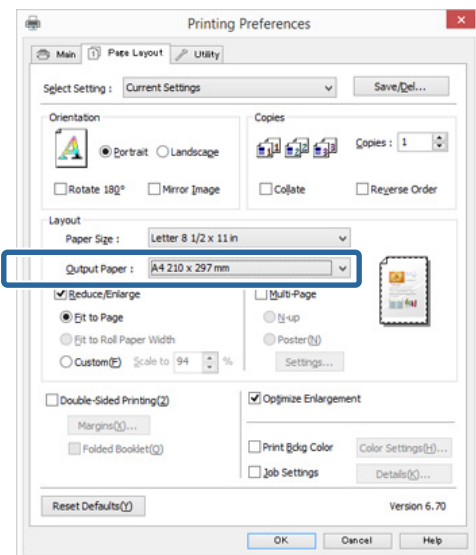 Printing Preferences
Main Page Layout Utility
Select Setting : Current Settings Save/Del...
Orientation
Copies
Portrait Landscape
Copies : 1
Rotate 180° Mirror Image
Collate Reverse Order
Layout
Paper Size : Letter 8 1/2 x 11 in
Output Paper : A4 210 x 297 mm
Reduce/Enlarge
Multi-Page
Fit to Page
N-up
Fit to Roll Paper Width
Poster(N)
Custom(F) Scale to 94 %
Settings...
Double-Sided Printing(2)
Optimize Enlargement
Margins(X)...
Folded Booklet(O)
Print Bckg Color Color Settings(H)...
Job Settings Details(K)...
Reset Defaults(Y)
Version 6.70
OK Cancel Help